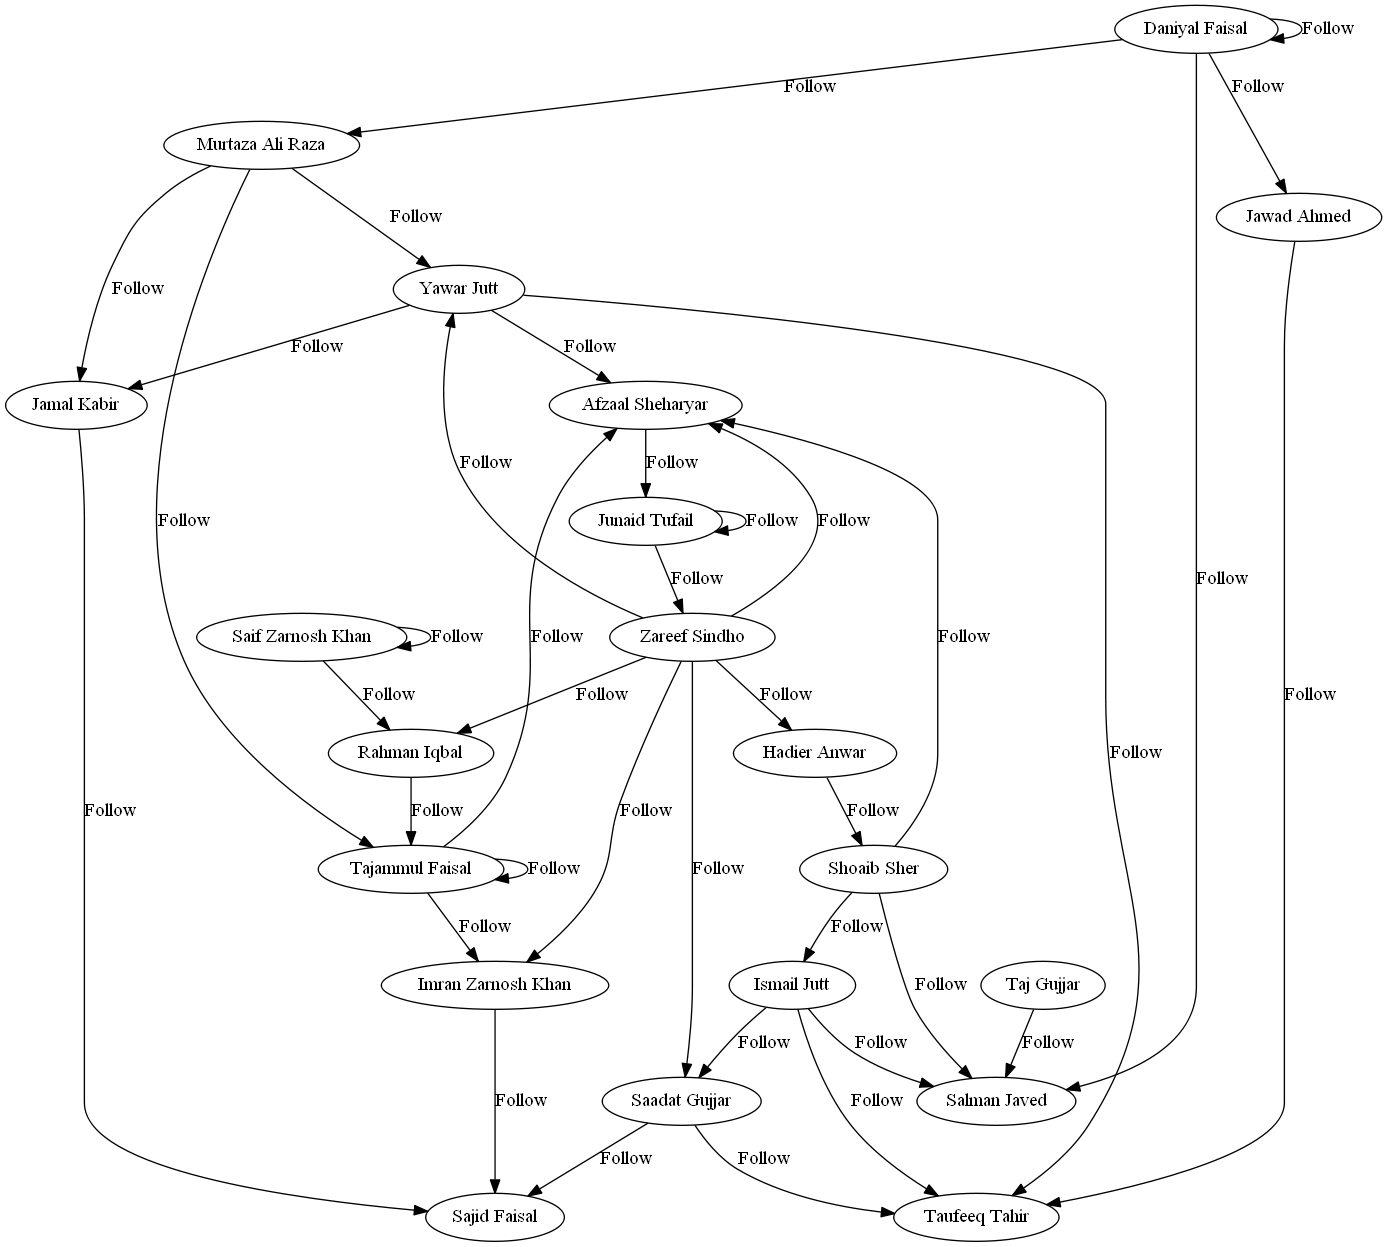 Daniyal Faisal
Follow
Follow
Follow
Murtaza Ali Raza
Jawad Ahmed
Follow
Follow
Yawar Jutt
Follow
Follow
Jamal Kabir
Afzaal Sheharyar
Follow
Follow
Follow
Junaid Tufail
Follow
Follow
Follow
Follow
Follow
Saif Zarnosh Khan
Follow
Zareef Sindho
Follow
Follow
Follow
Follow
Follow
Follow
Rahman Iqbal
Hadier Anwar
Follow
Follow
Follow
Follow
Follow
Tajammul Faisal
Follow
Follow
Shoaib Sher
Follow
Follow
Imran Zarnosh Khan
Ismail Jutt
Follow
Taj Gujjar
Follow
Follow
Follow
Follow
Saadat Gujjar
Follow
Salman Javed
Follow
Follow
Sajid Faisal
Taufeeq Tahir